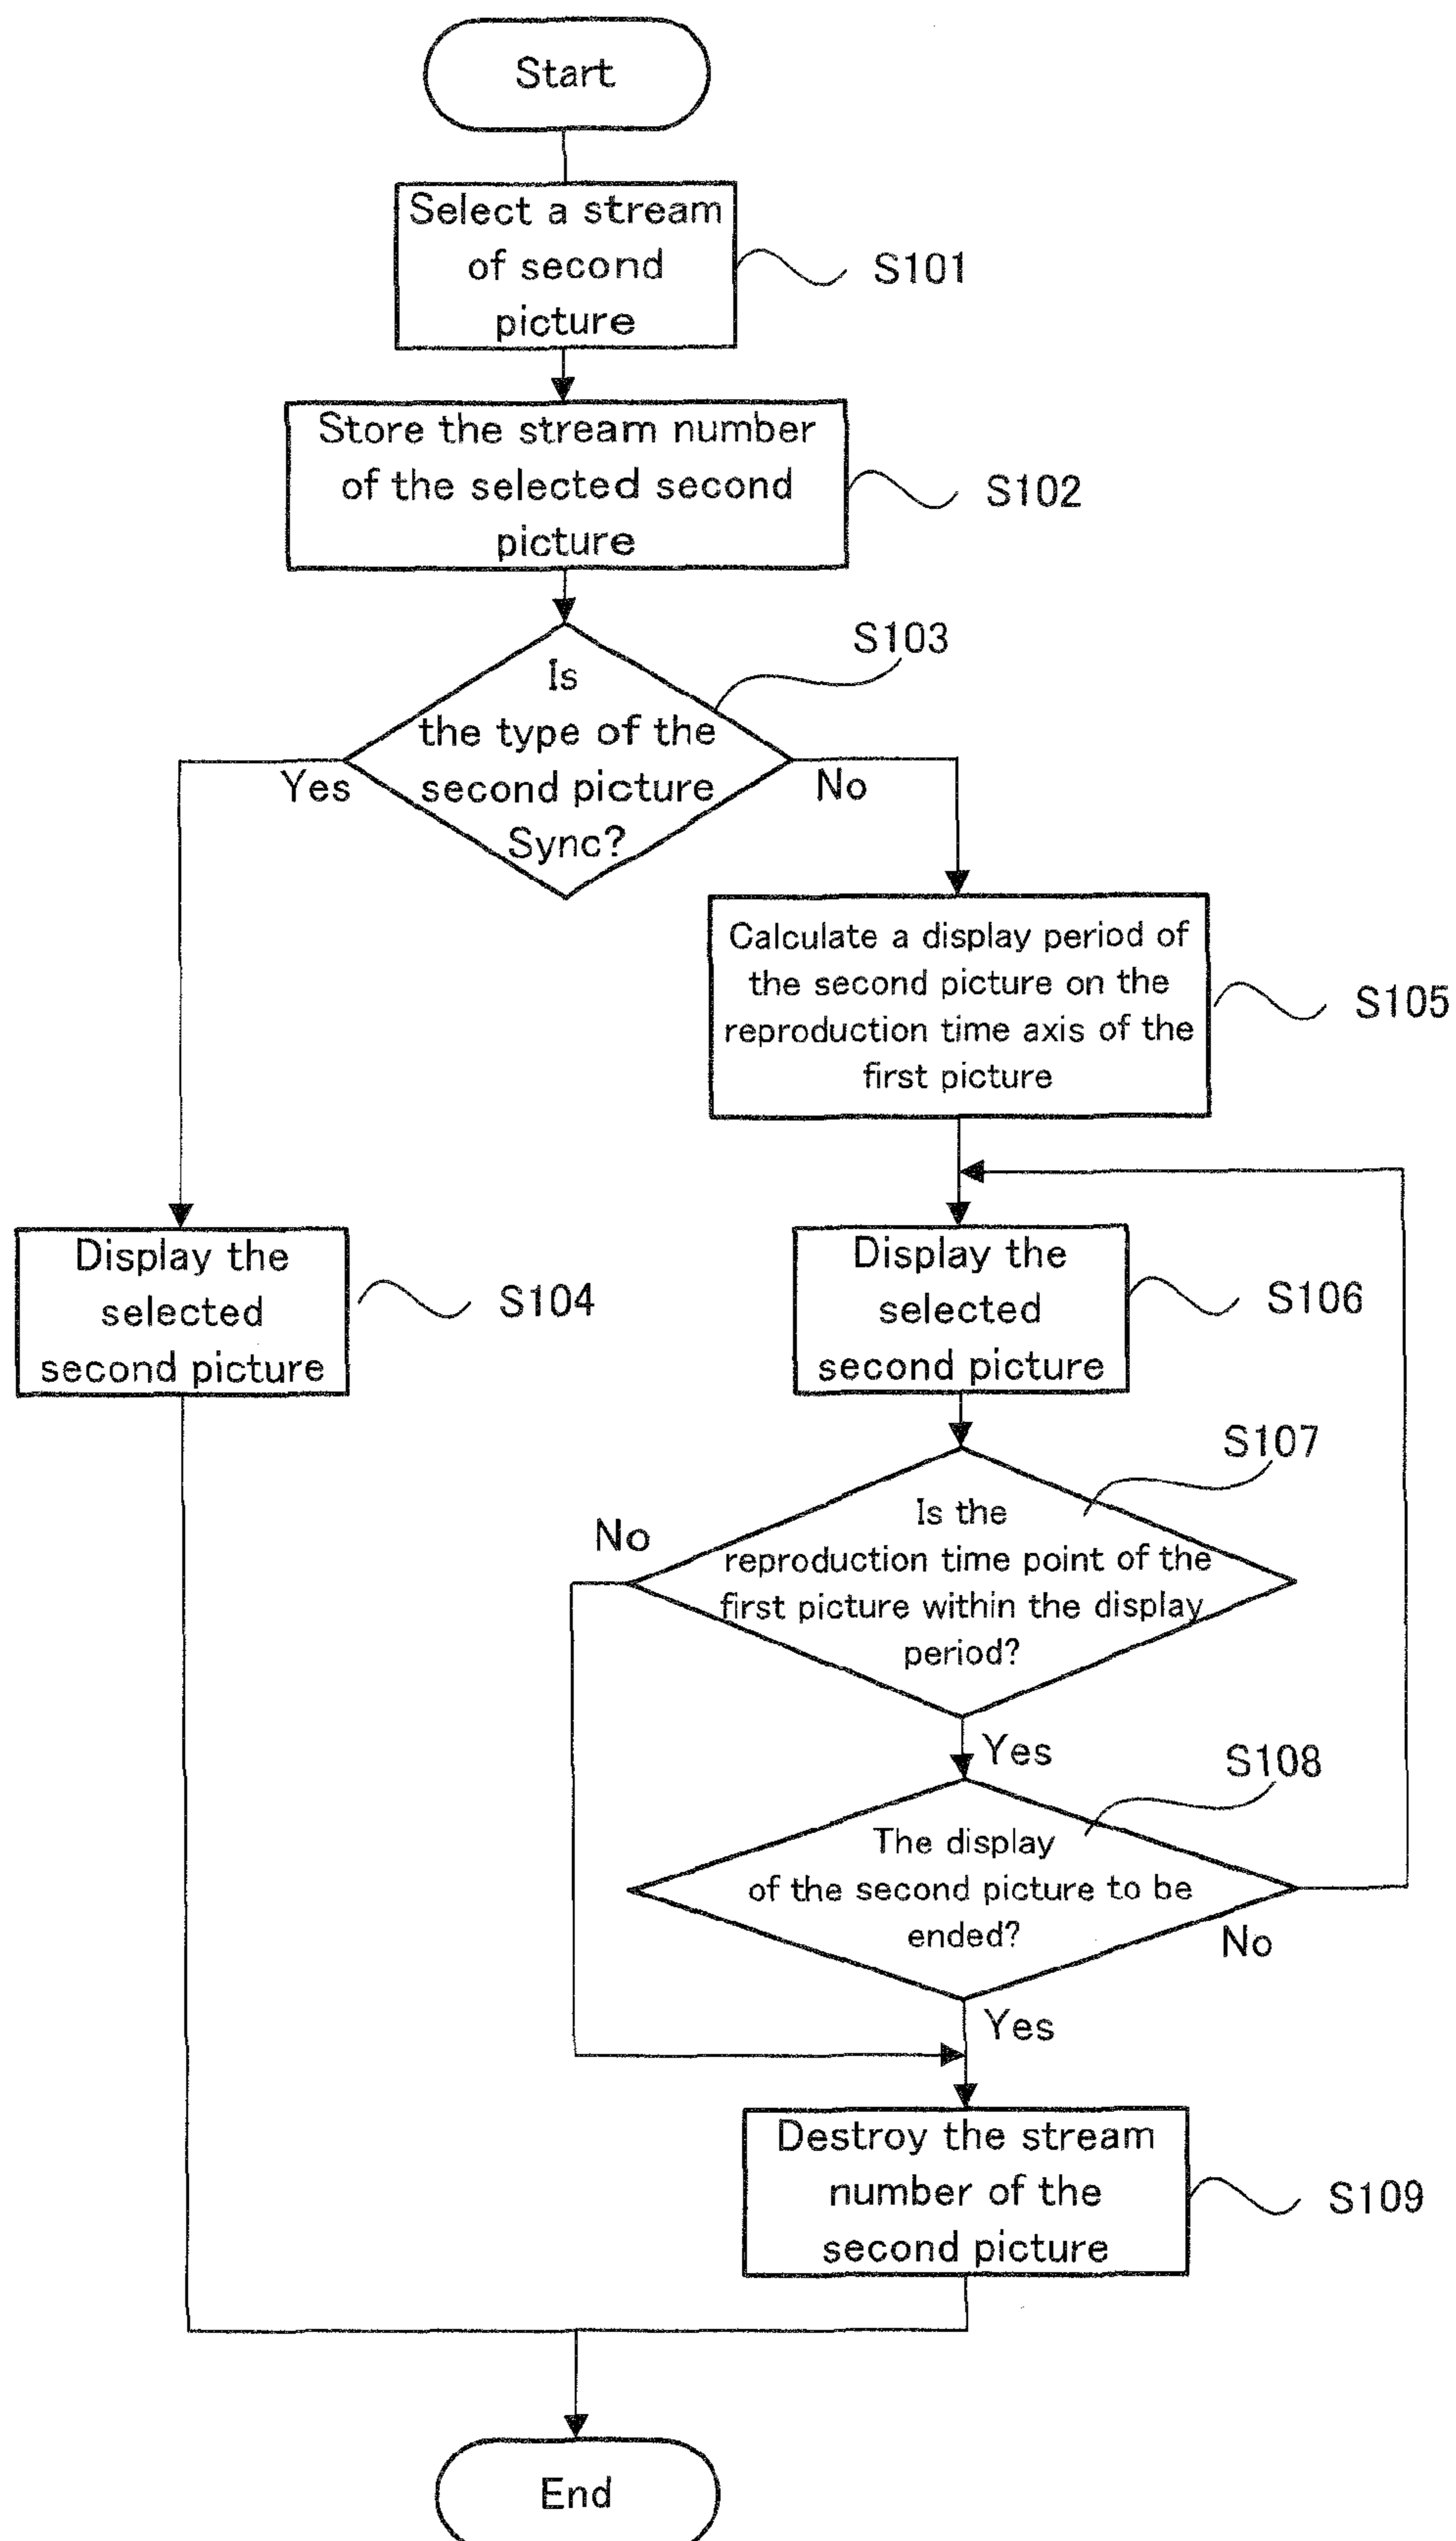 Start
Select a stream
of second
picture
S101
Store the stream number
of the selected second
picture
S102
S103
Is
the type of the
second picture
Sync?
Yes
No
Calculate a display period of
the second picture on the
reproduction time axis of the
first picture
S105
Display the
selected
second picture
S104
Display the
selected
second picture
S106
S107
Is the
reproduction time point of the
first picture within the display
period?
No
Yes
S108
The display
of the second picture to be
ended?
No
Yes
Destroy the stream
number of the
second picture
S109
End